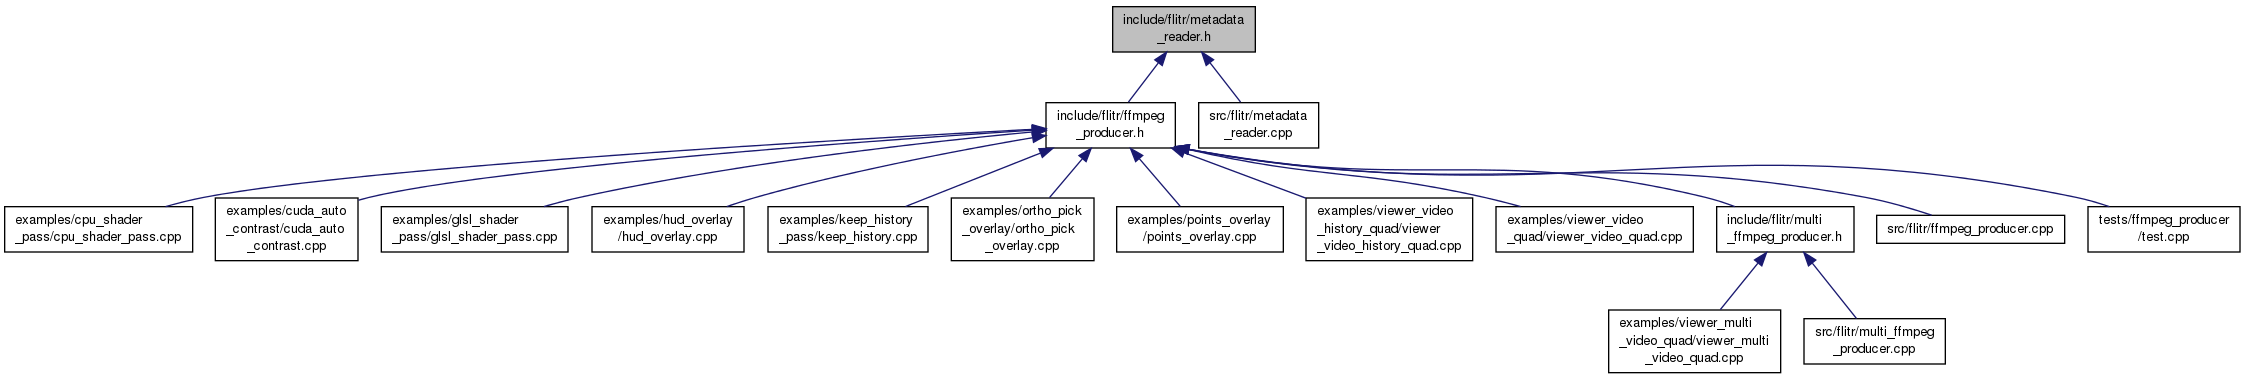 include/flitr/metadata
_reader.h
include/flitr/ffmpeg
_producer.h
src/flitr/metadata
_reader.cpp
examples/cpu_shader
_pass/cpu_shader_pass.cpp
examples/cuda_auto
_contrast/cuda_auto
_contrast.cpp
examples/glsl_shader
_pass/glsl_shader_pass.cpp
examples/hud_overlay
/hud_overlay.cpp
examples/keep_history
_pass/keep_history.cpp
examples/ortho_pick
_overlay/ortho_pick
_overlay.cpp
examples/points_overlay
/points_overlay.cpp
examples/viewer_video
_history_quad/viewer
_video_history_quad.cpp
examples/viewer_video
_quad/viewer_video_quad.cpp
include/flitr/multi
_ffmpeg_producer.h
src/flitr/ffmpeg_producer.cpp
tests/ffmpeg_producer
/test.cpp
examples/viewer_multi
_video_quad/viewer_multi
_video_quad.cpp
src/flitr/multi_ffmpeg
_producer.cpp